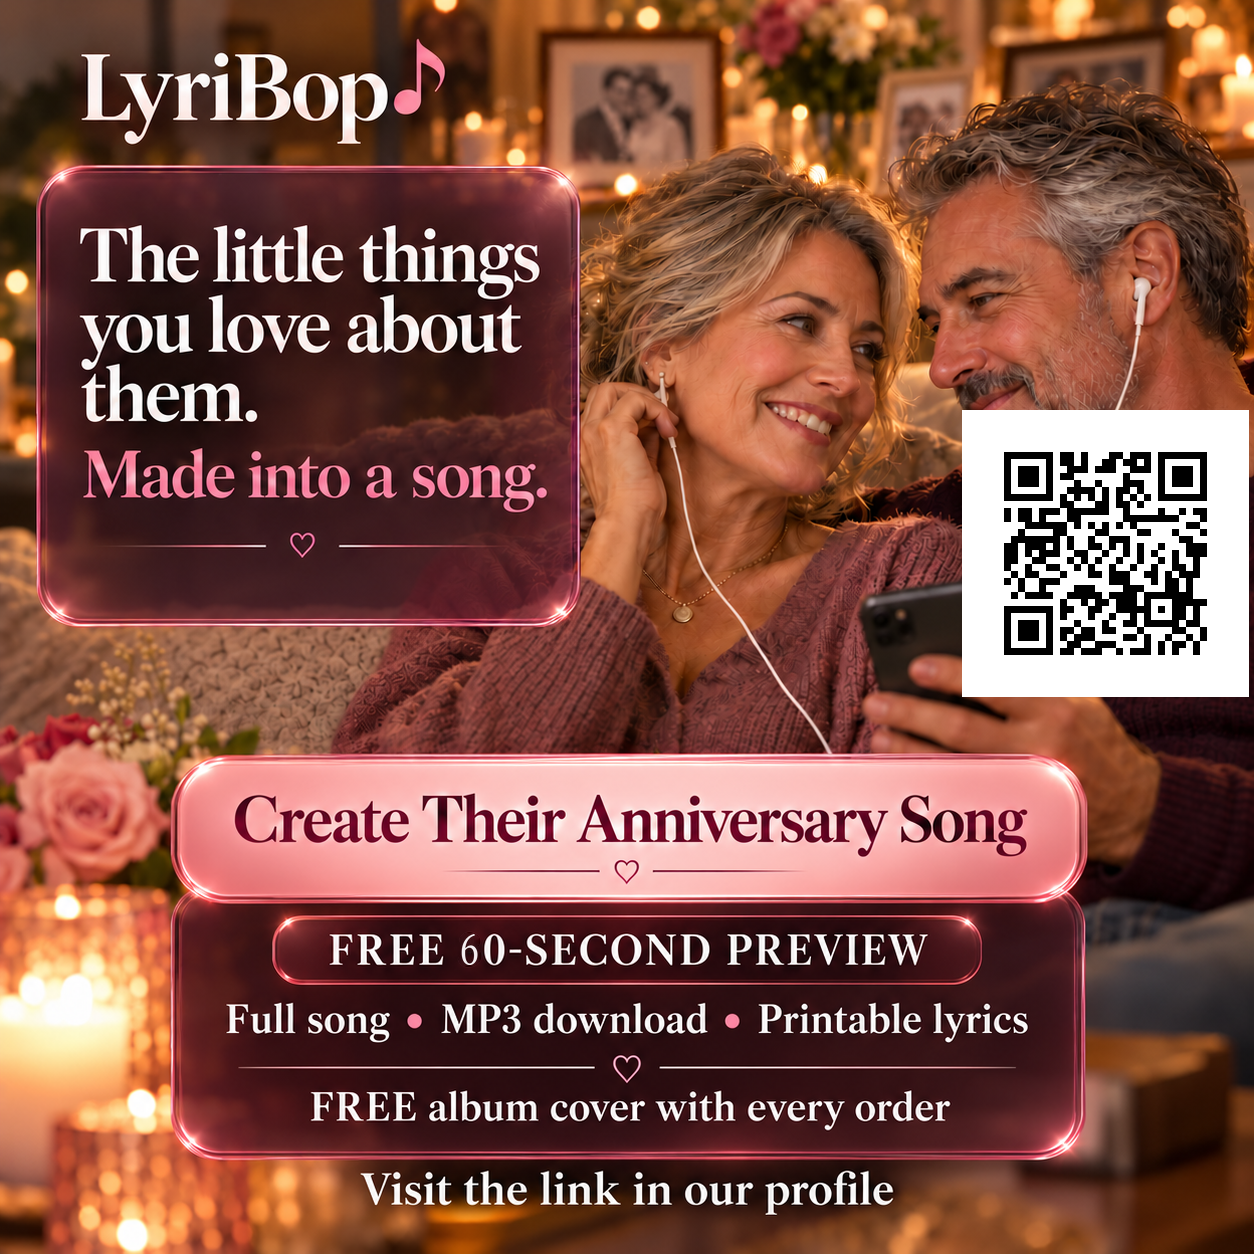 LyriBop
The little things
you love about
them.
Made into a song.
Create Their Anniversary Song
FREE 60-SECOND PREVIEW
Full song • MP3 download • Printable lyrics
FREE album cover with every order
Visit the link in our profile